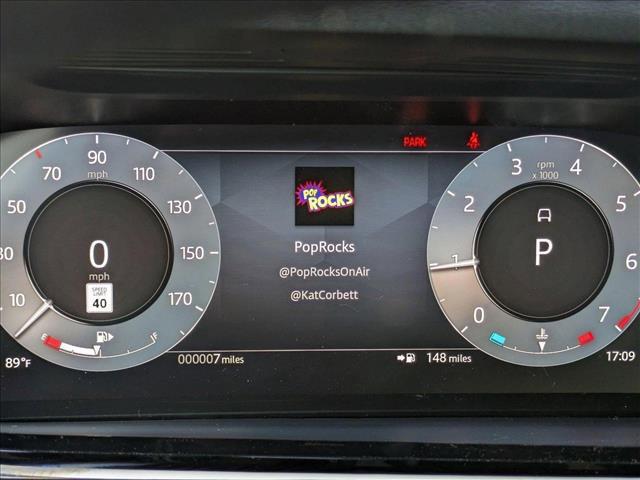 PARK
90
mph
70
110
50
130
30
150
10
170
0
mph
SPEED
LIMIT
40
E
F
POP
ROCKS
PopRocks
@PopRocksOnAir
@KatCorbett
3
rpm
x 1000
4
2
5
1
6
0
7
P
89°F
000007 miles
148 miles
17:09